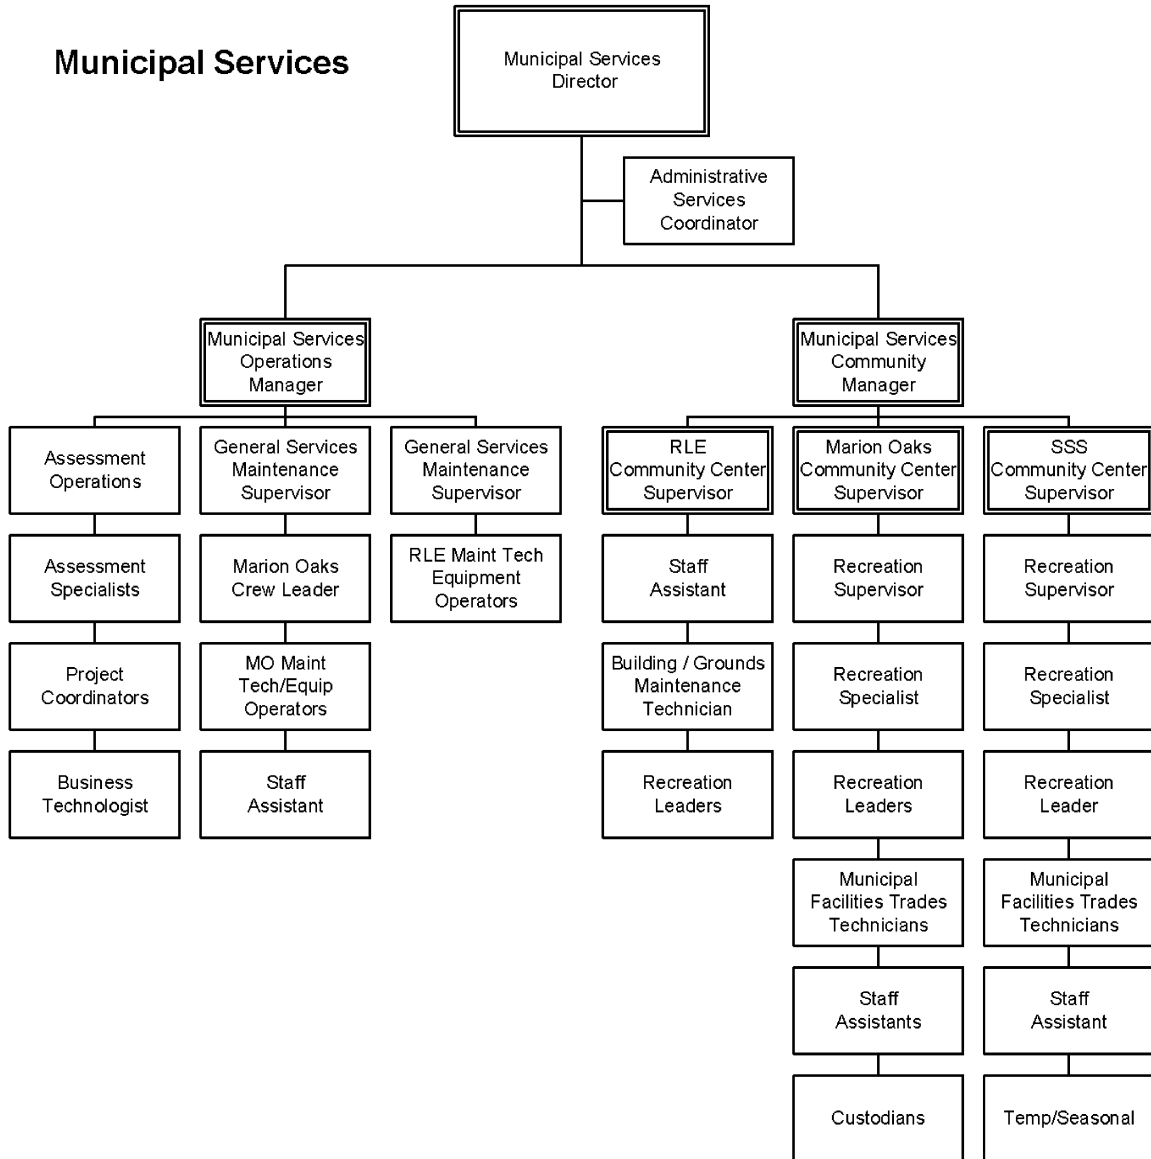 Municipal Services
Municipal Services
Director
Administrative
Services
Coordinator
Municipal Services
Operations
Manager
Municipal Services
Community
Manager
Assessment
Operations
General Services
Maintenance
Supervisor
General Services
Maintenance
Supervisor
RLE
Community Center
Supervisor
Marion Oaks
Community Center
Supervisor
SSS
Community Center
Supervisor
Assessment
Specialists
Marion Oaks
Crew Leader
RLE Maint Tech
Equipment
Operators
Staff
Assistant
Recreation
Supervisor
Recreation
Supervisor
Project
Coordinators
MO Maint
Tech/Equip
Operators
Building / Grounds
Maintenance
Technician
Recreation
Specialist
Recreation
Specialist
Business
Technologist
Staff
Assistant
Recreation
Leaders
Recreation
Leaders
Recreation
Leader
Municipal
Facilities Trades
Technicians
Municipal
Facilities Trades
Technicians
Staff
Assistants
Staff
Assistant
Custodians
Temp/Seasonal